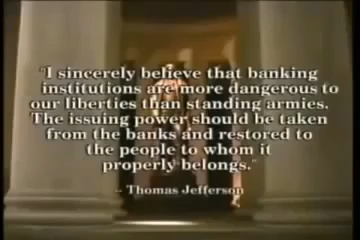 "I sincerely believe that banking
institutions are more dangerous to
our liberties than standing armies.
The issuing power should be taken
from the banks and restored to
the people to whom it
properly belongs."
-- Thomas Jefferson